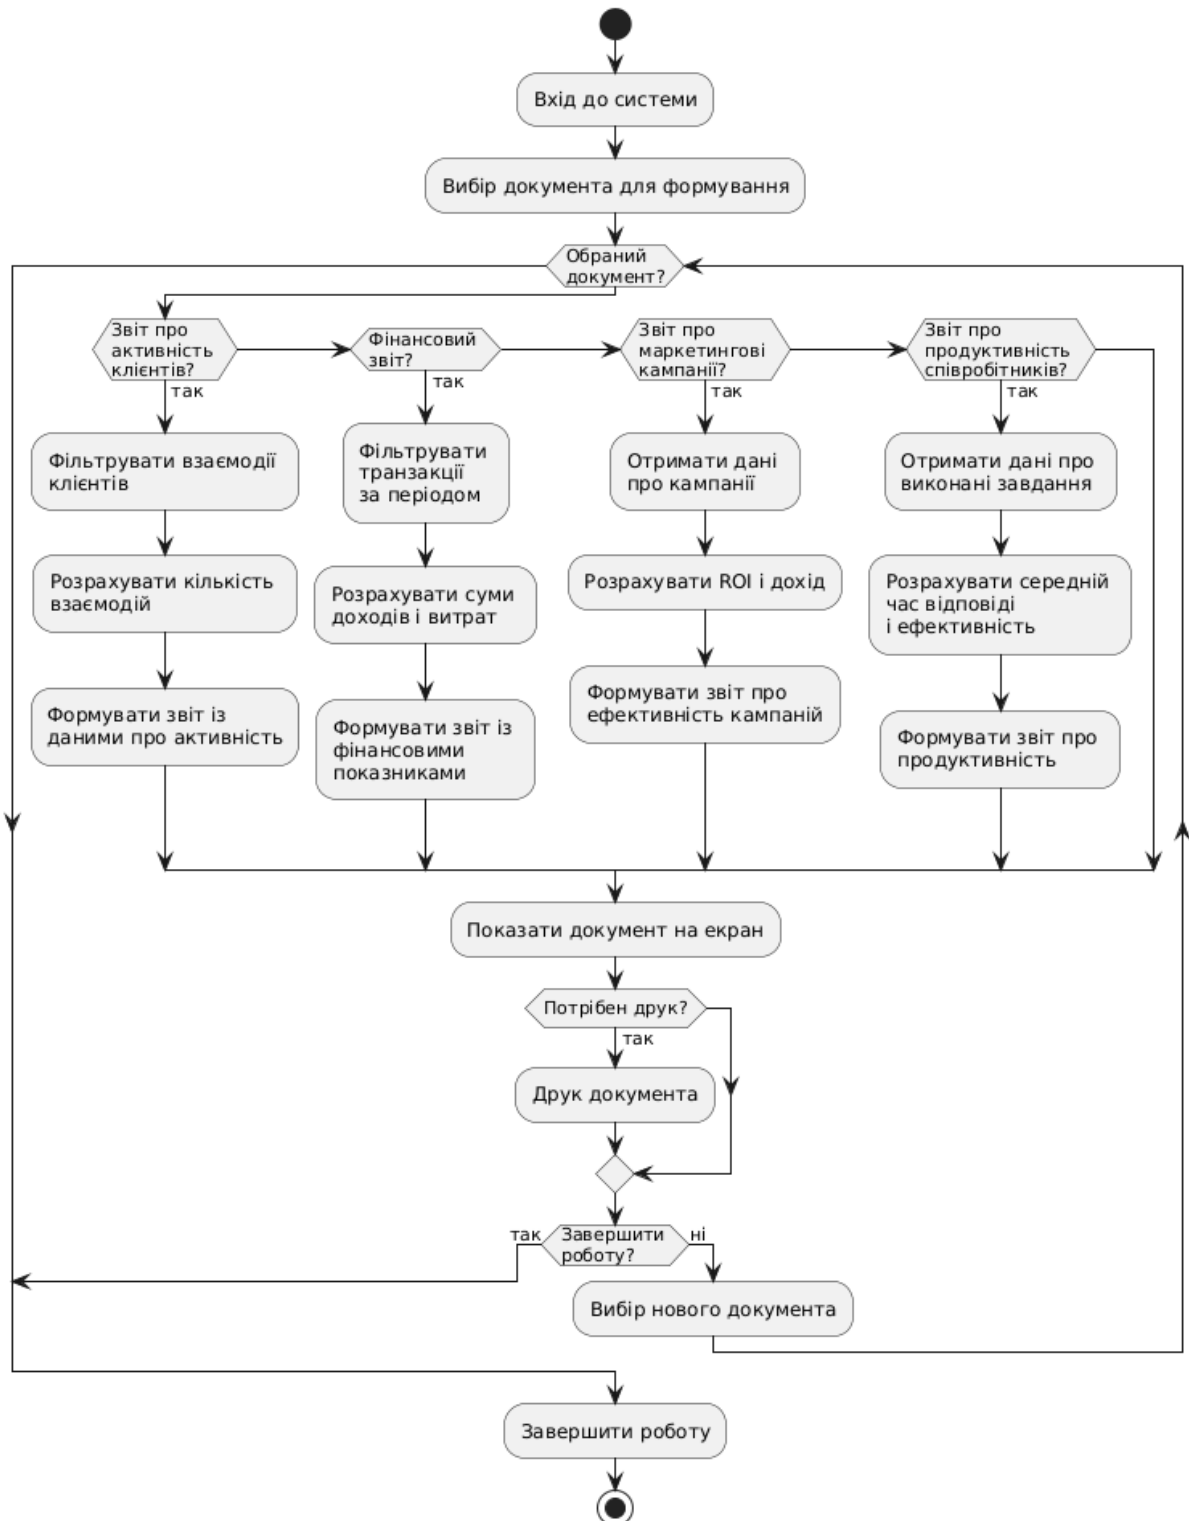 Вхід до системи
Вибір документа для формування
Обраний
документ?
Звіт про
активність
клієнтів?
так
Фінансовий
звіт?
так
Звіт про
маркетингові
кампанії?
так
Звіт про
продуктивність
співробітників?
так
Фільтрувати взаємодії
клієнтів
Розрахувати кількість
взаємодій
Формувати звіт із
даними про активність
Фільтрувати
транзакції
за періодом
Розрахувати суми
доходів і витрат
Формувати звіт із
фінансовими
показниками
Отримати дані
про кампанії
Розрахувати ROI і дохід
Формувати звіт про
ефективність кампаній
Отримати дані про
виконані завдання
Розрахувати середній
час відповіді
і ефективність
Формувати звіт про
продуктивність
Показати документ на екран
Потрібен друк?
так
Друк документа
так
Завершити
роботу?
ні
Вибір нового документа
Завершити роботу